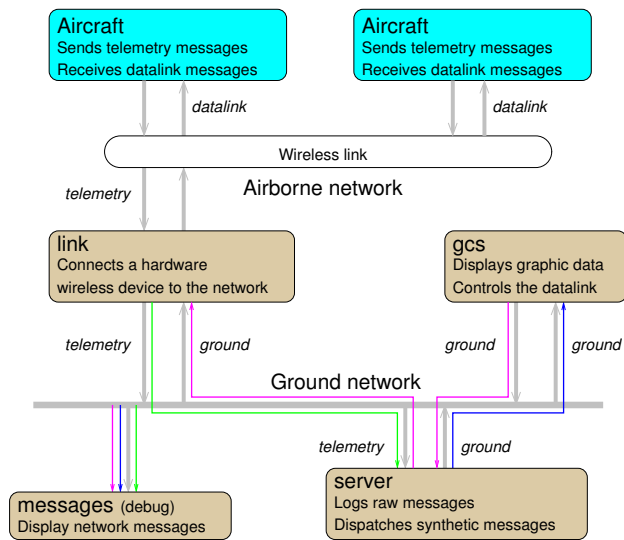 Aircraft
Sends telemetry messages
Receives datalink messages
Aircraft
Sends telemetry messages
Receives datalink messages
datalink
datalink
Wireless link
telemetry
Airborne network
link
Connects a hardware
wireless device to the network
gcs
Displays graphic data
Controls the datalink
telemetry
ground
ground
ground
Ground network
telemetry
ground
messages (debug)
Display network messages
server
Logs raw messages
Dispatches synthetic messages